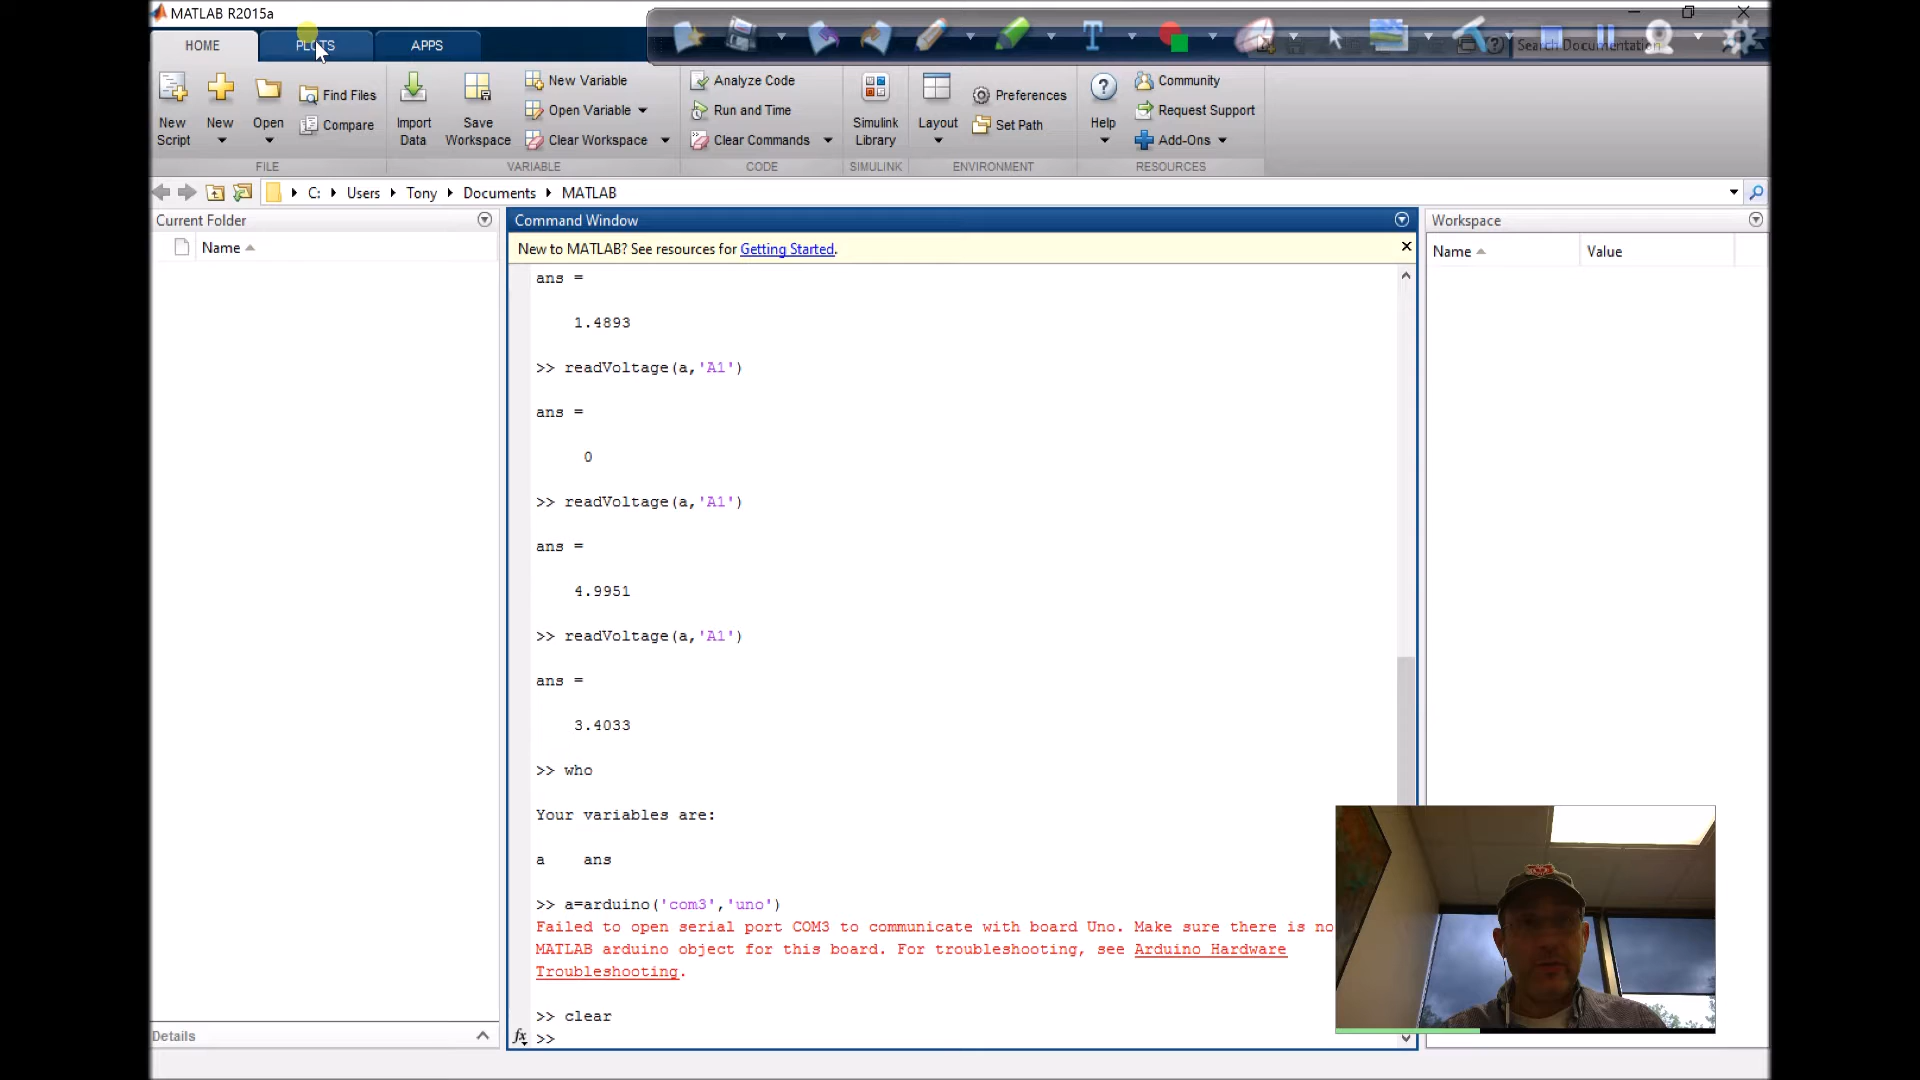 MATLAB R2015a
HOME
PLOTS
APPS
Search Documentation
New Script
New
Open
Find Files
Compare
FILE
Import Data
Save Workspace
New Variable
Open Variable
Clear Workspace
VARIABLE
Analyze Code
Run and Time
Clear Commands
CODE
Simulink Library
SIMULINK
Layout
Preferences
Set Path
ENVIRONMENT
Help
Community
Request Support
Add-Ons
RESOURCES
C: Users Tony Documents MATLAB
Current Folder
Name
Details
Command Window
New to MATLAB? See resources for Getting Started.
ans =
1.4893
>> readVoltage(a,'A1')
ans =
0
>> readVoltage(a,'A1')
ans =
4.9951
>> readVoltage(a,'A1')
ans =
3.4033
>> who
Your variables are:
a ans
>> a=arduino('com3','uno')
Failed to open serial port COM3 to communicate with board Uno. Make sure there is no
MATLAB arduino object for this board. For troubleshooting, see Arduino Hardware
Troubleshooting.
>> clear
fx >>
Workspace
Name Value